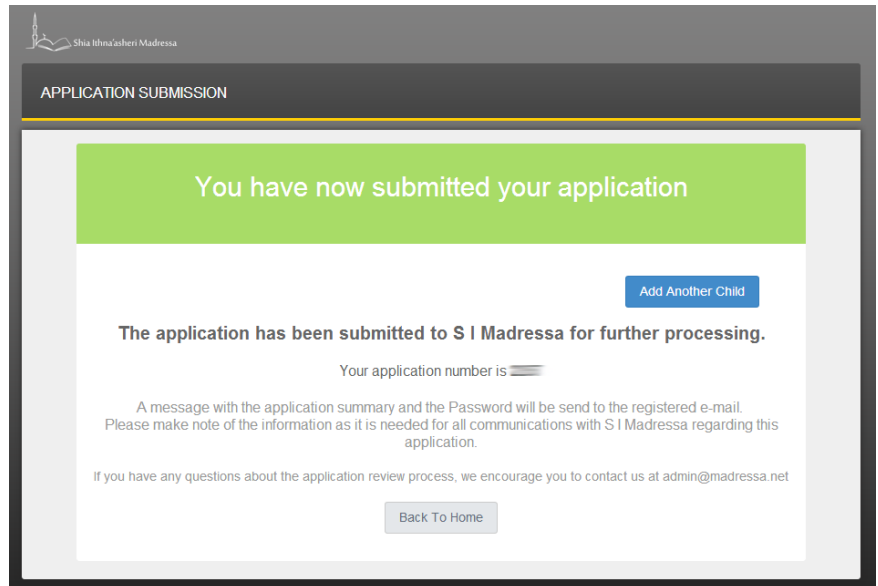 Shia Ithna'asheri Madressa
APPLICATION SUBMISSION
You have now submitted your application
Add Another Child
The application has been submitted to S I Madressa for further processing.
Your application number is
A message with the application summary and the Password will be send to the registered e-mail.
Please make note of the information as it is needed for all communications with S I Madressa regarding this
application.
If you have any questions about the application review process, we encourage you to contact us at admin@madressa.net
Back To Home